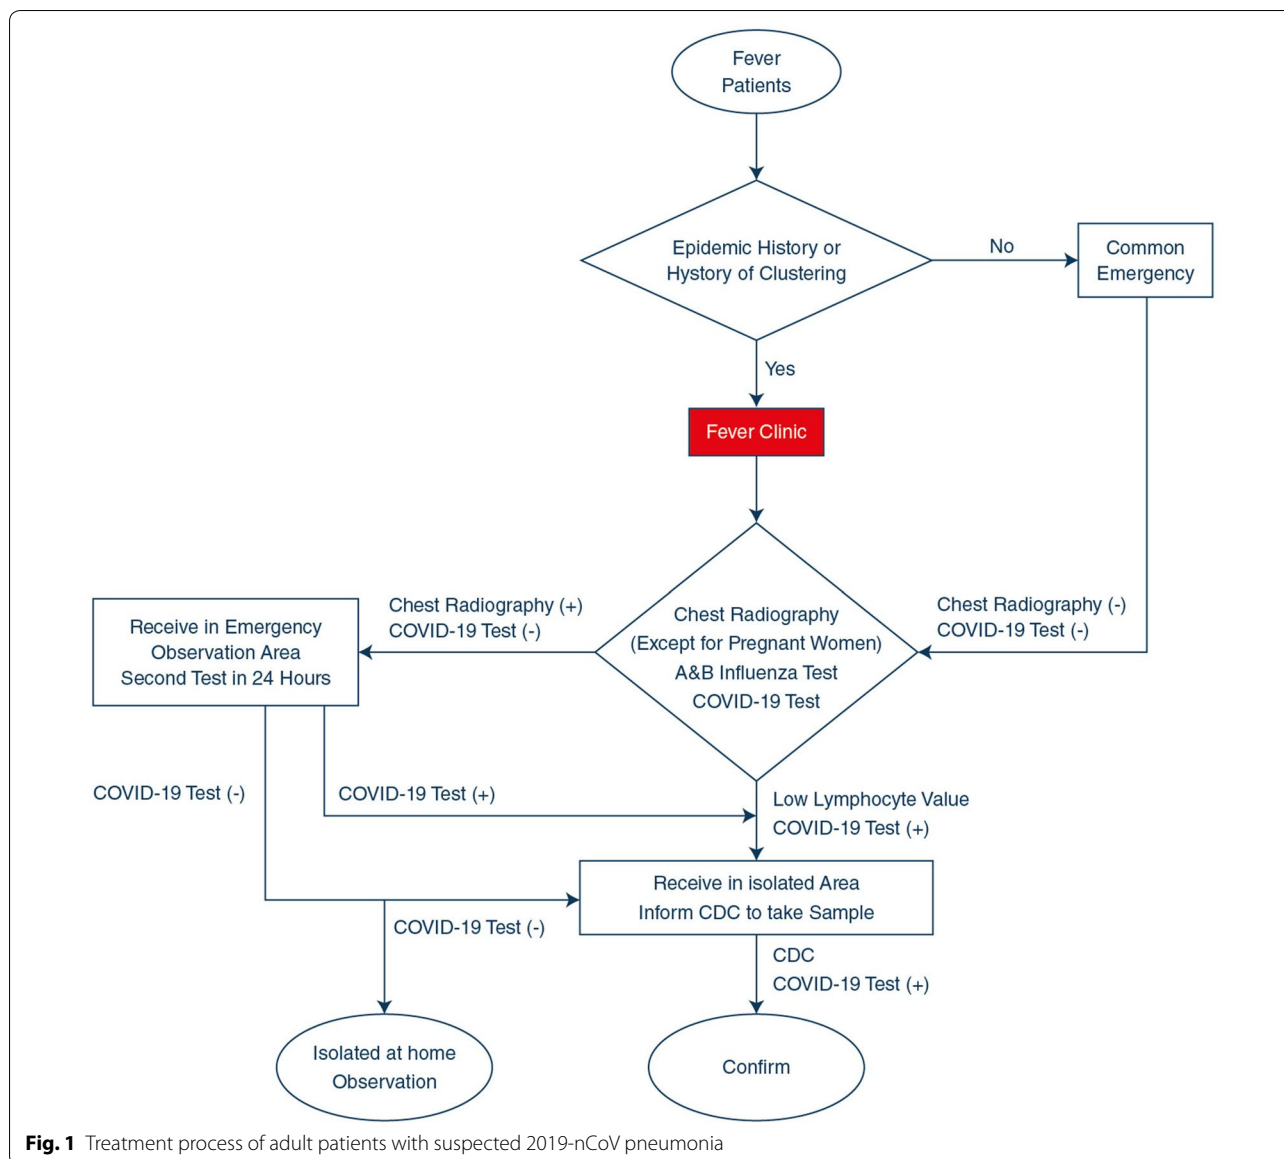 Fever
Patients
Epidemic History or
Hystory of Clustering
No
Common
Emergency
Yes
Fever Clinic
Chest Radiography (+)
COVID-19 Test (-)
Chest Radiography (-)
COVID-19 Test (-)
Receive in Emergency
Observation Area
Second Test in 24 Hours
Chest Radiography
(Except for Pregnant Women)
A&B Influenza Test
COVID-19 Test
COVID-19 Test (-)
COVID-19 Test (+)
Low Lymphocyte Value
COVID-19 Test (+)
Receive in isolated Area
Inform CDC to take Sample
COVID-19 Test (-)
CDC
COVID-19 Test (+)
Isolated at home
Observation
Confirm
Fig. 1 Treatment process of adult patients with suspected 2019-nCoV pneumonia